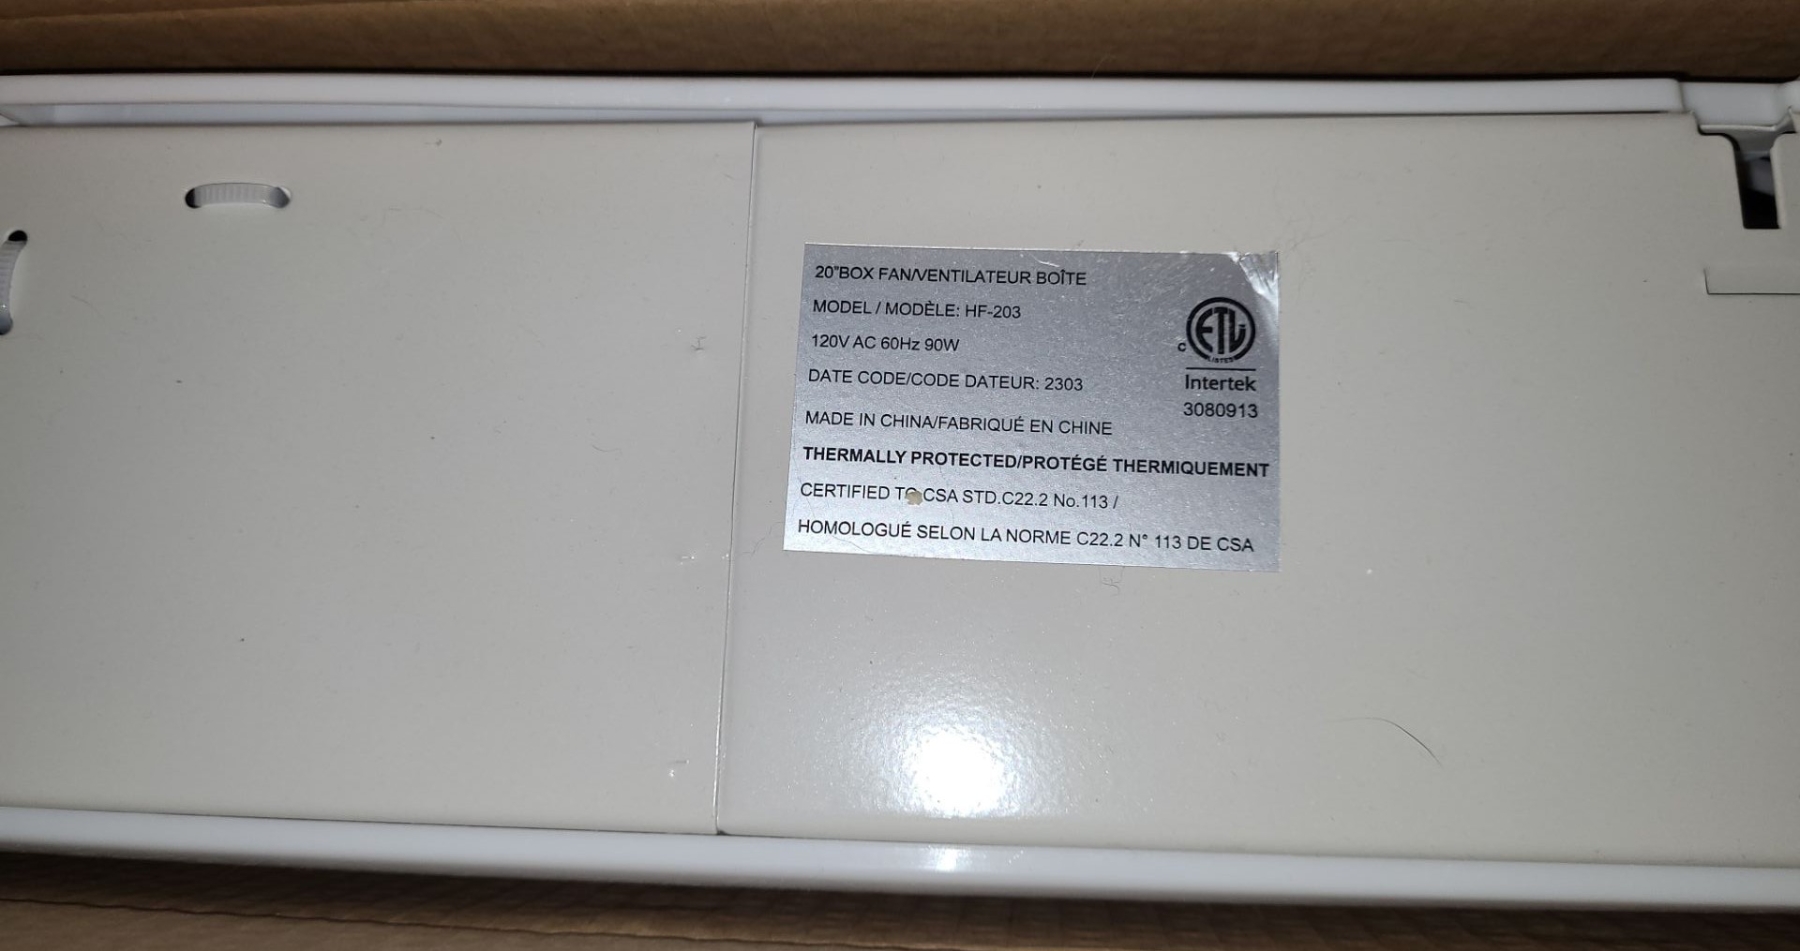 20"BOX FAN/VENTILATEUR BOÎTE
MODEL / MODÈLE: HF-203
120V AC 60Hz 90W
DATE CODE/CODE DATEUR: 2303
MADE IN CHINA/FABRIQUÉ EN CHINE
THERMALLY PROTECTED/PROTÉGÉ THERMIQUEMENT
CERTIFIED TO CSA STD.C22.2 No.113 /
HOMOLOGUÉ SELON LA NORME C22.2 N° 113 DE CSA
ETL
LISTED
C
Intertek
3080913